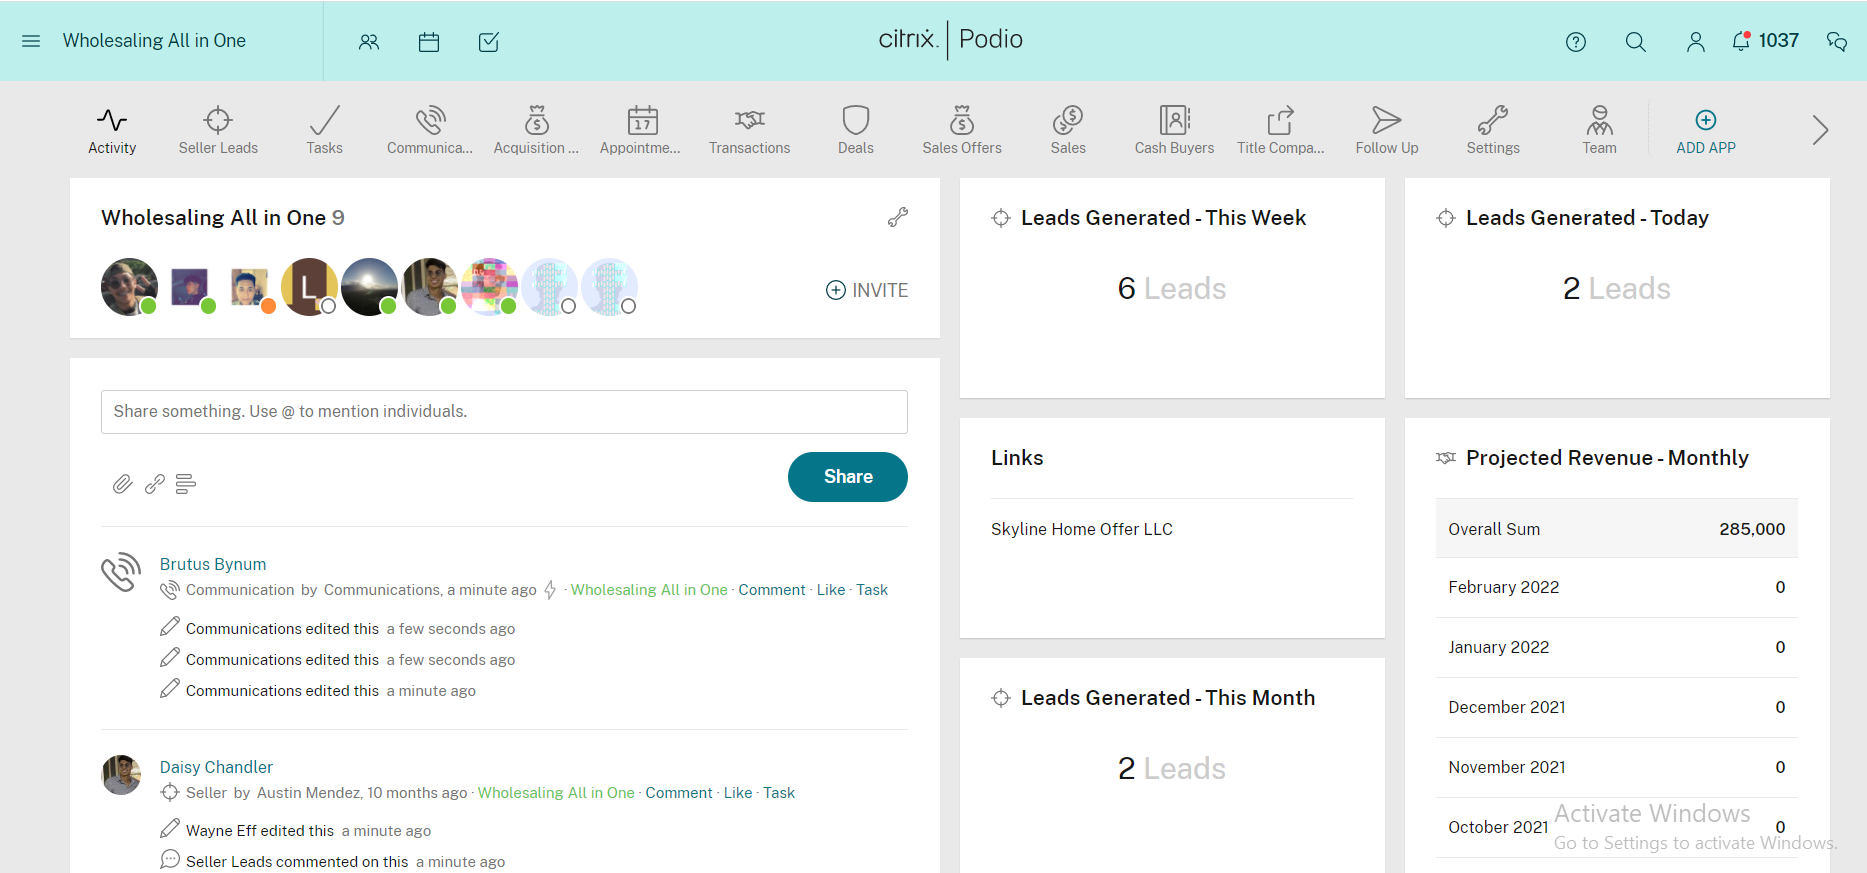 Wholesaling All in One
citrix. | Podio
1037
Activity
Seller Leads
Tasks
Communica...
Acquisition ...
17
Appointme...
Transactions
Deals
Sales Offers
Sales
Cash Buyers
Title Compa...
Follow Up
Settings
Team
ADD APP
Wholesaling All in One 9
L
INVITE
Share something. Use @ to mention individuals.
Share
Brutus Bynum
Communication by Communications, a minute ago · Wholesaling All in One · Comment · Like · Task
Communications edited this a few seconds ago
Communications edited this a few seconds ago
Communications edited this a minute ago
Daisy Chandler
Seller by Austin Mendez, 10 months ago · Wholesaling All in One · Comment · Like · Task
Wayne Eff edited this a minute ago
Seller Leads commented on this a minute ago
Leads Generated - This Week
6 Leads
Leads Generated - Today
2 Leads
Links
Skyline Home Offer LLC
Leads Generated - This Month
2 Leads
Projected Revenue - Monthly
Overall Sum 285,000
February 2022 0
January 2022 0
December 2021 0
November 2021 0
October 2021 0
Activate Windows
Go to Settings to activate Windows.